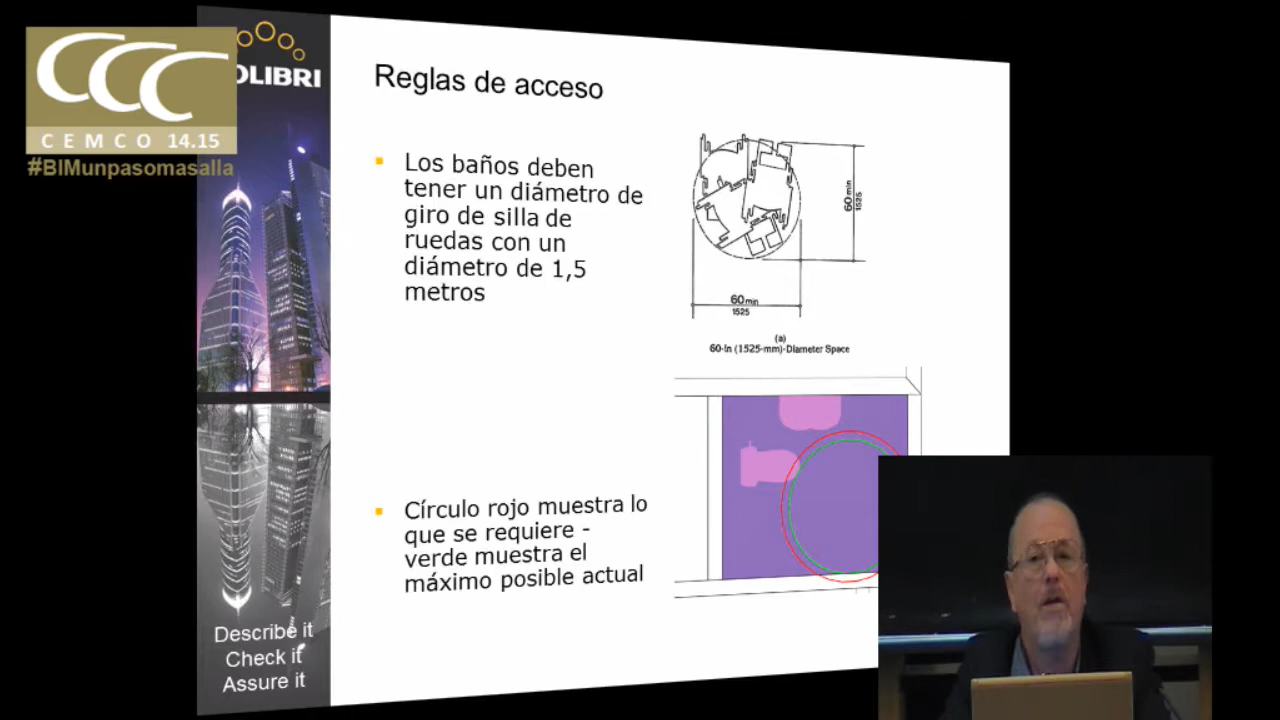 CCC
CEMCO 14.15
#BIMunpasomasalla
OLIBRI
Reglas de acceso
Los baños deben
tener un diámetro de
giro de silla de
ruedas con un
diámetro de 1,5
metros
60 min
1525
60 min
1525
(a)
60-in (1525-mm)-Diameter Space
Círculo rojo muestra lo
que se requiere -
verde muestra el
máximo posible actual
Describe it
Check it
Assure it